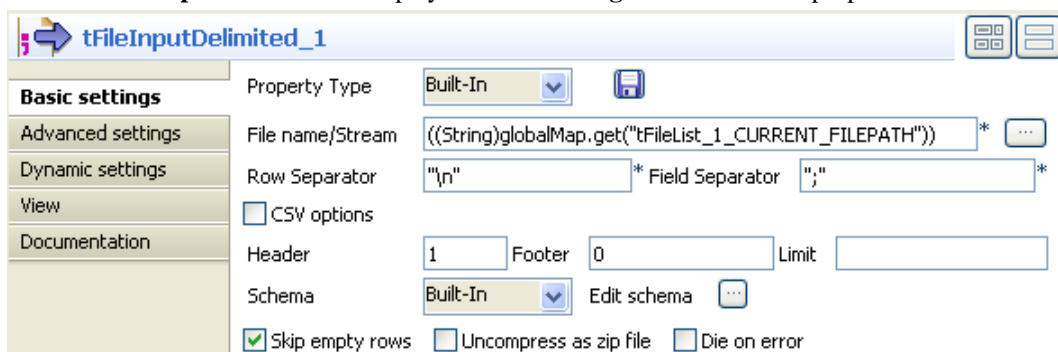 tFileInputDelimited_1
Basic settings
Property Type Built-In
Advanced settings
File name/Stream ((String)globalMap.get("tFileList_1_CURRENT_FILEPATH")) * ...
Dynamic settings
Row Separator "\n" * Field Separator ";" *
View
CSV options
Documentation
Header 1 Footer 0 Limit
Schema Built-In Edit schema ...
Skip empty rows Uncompress as zip file Die on error